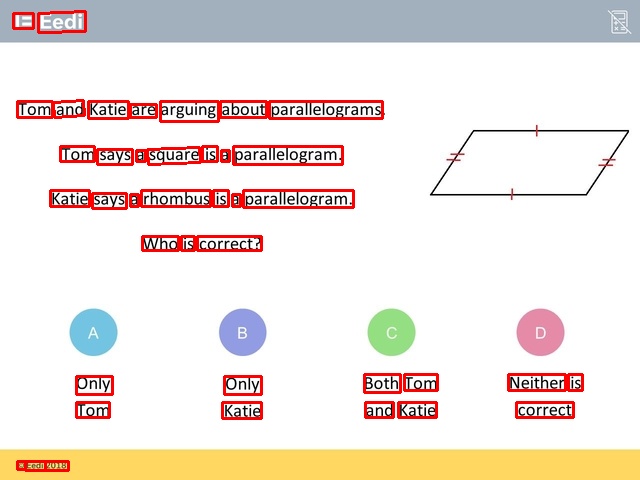 Eedi
Tom and Katie are arguing about parallelograms.
Tom says a square is a parallelogram.
Katie says a rhombus is a parallelogram.
Who is correct?
A
B
C
D
Only Tom
Only Katie
Both Tom and Katie
Neither is correct
© Eedi 2018